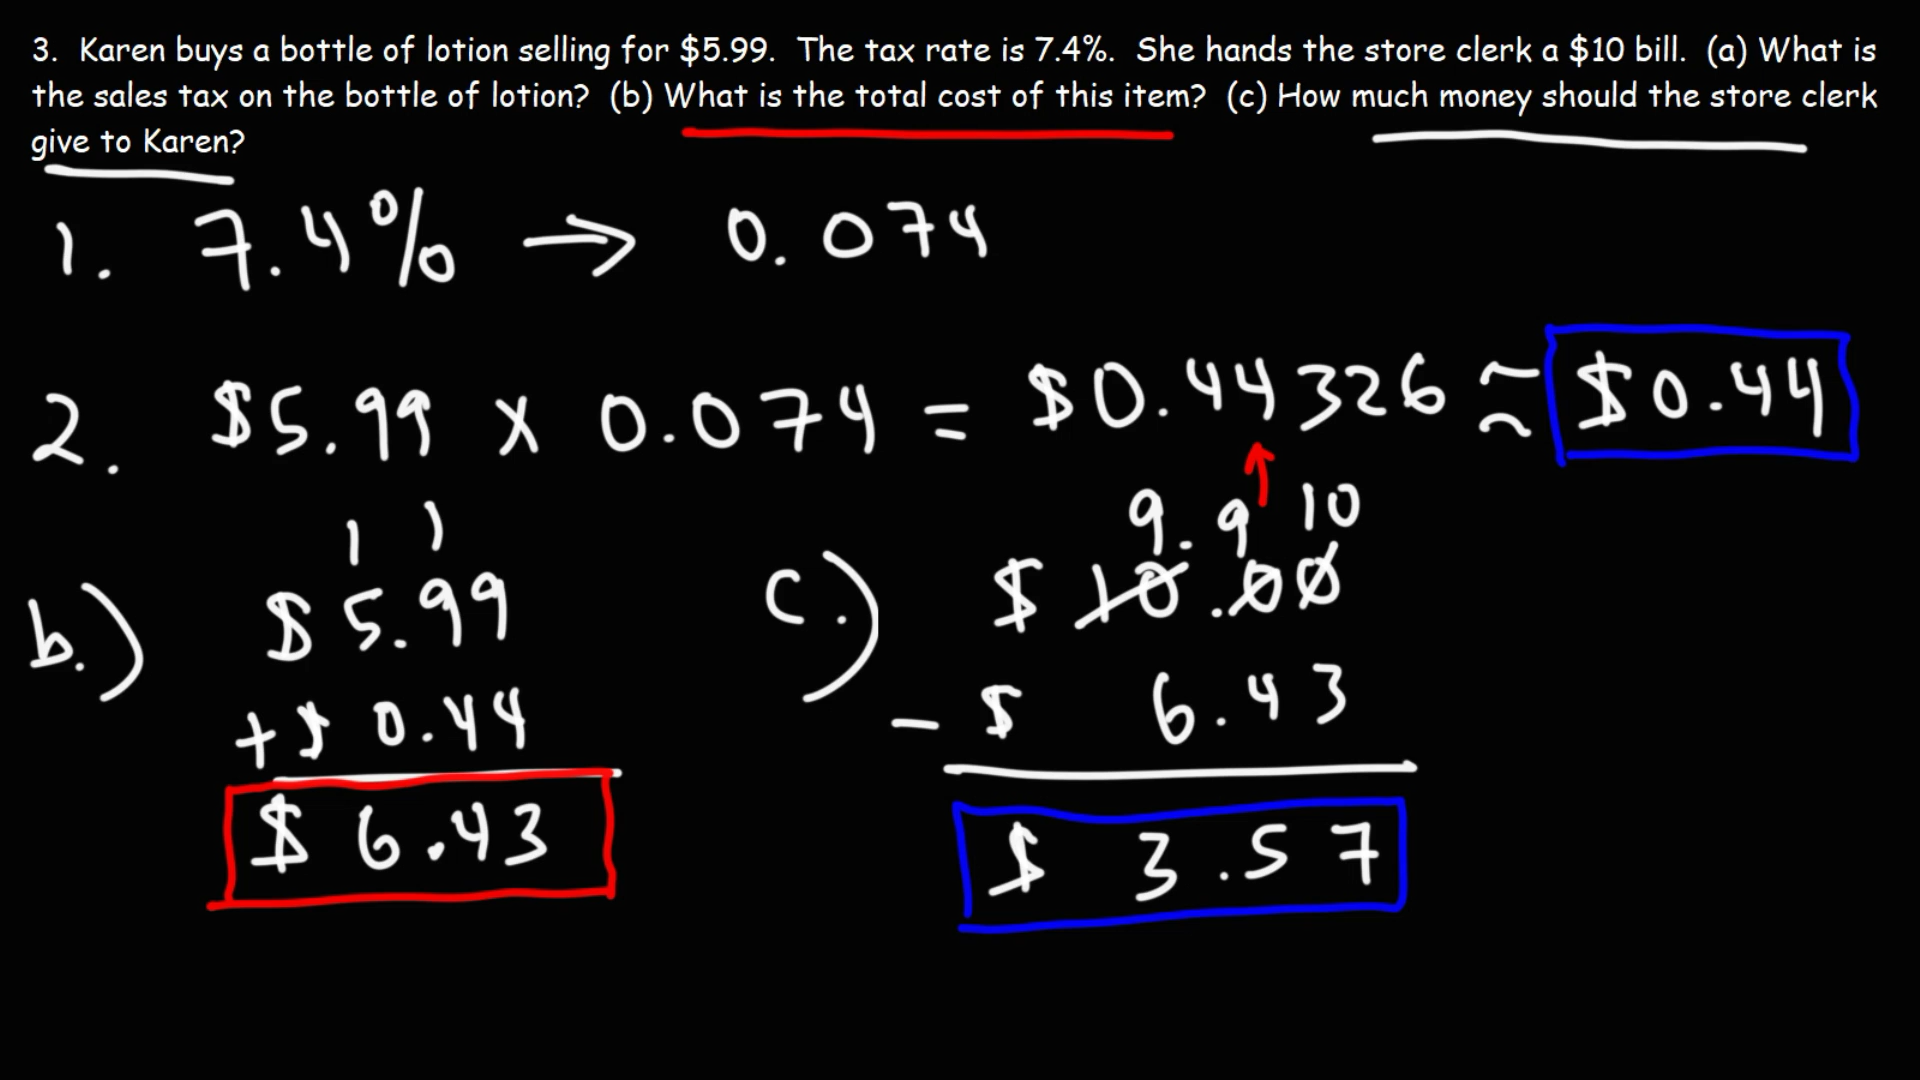 3. Karen buys a bottle of lotion selling for $5.99. The tax rate is 7.4%. She hands the store clerk a $10 bill. (a) What is
the sales tax on the bottle of lotion? (b) What is the total cost of this item? (c) How much money should the store clerk
give to Karen?
1. 7.4% → 0.074
2. $5.99 x 0.074 = $0.44326 ≈ $0.44
1 1
b.) $5.99
+ $ 0.44
$ 6.43
9.9 10
c.) $ 10.00
- $ 6.43
$ 3.57